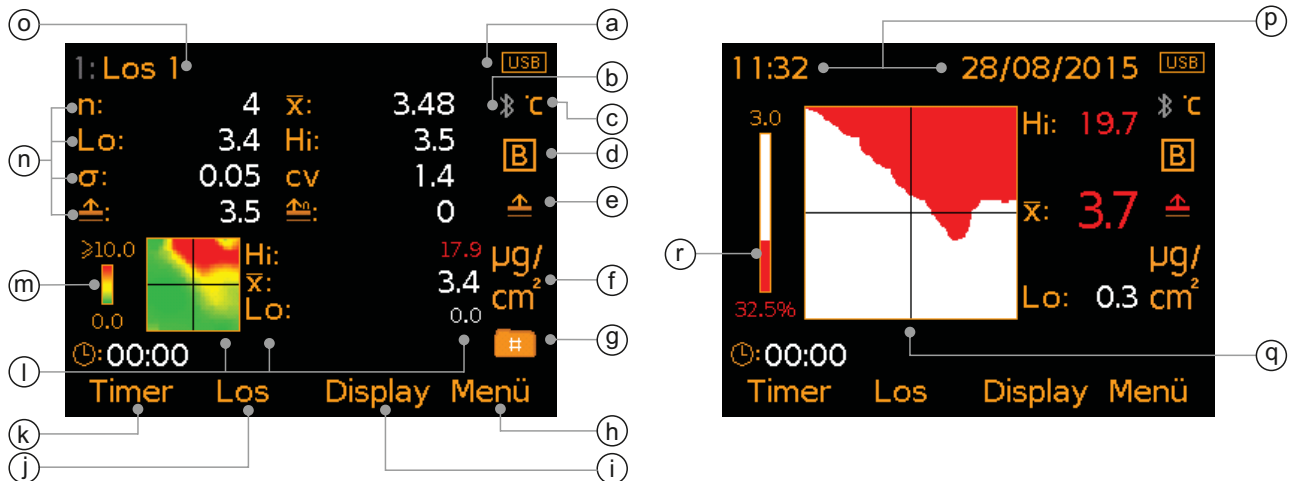 o
a
p
1: Los 1
USB
b
n: 4 x̅: 3.48
°C
c
Lo: 3.4 Hi: 3.5
n
B
d
σ: 0.05 cv 1.4
: 3.5 : 0
e
≥10.0
Hi: 17.9
µg/
cm²
f
m
x̅: 3.4
0.0
Lo: 0.0
#
g
:00:00
l
Timer Los Display Menü
k
j
i
h
11:32 28/08/2015 USB
3.0
Hi: 19.7
°C
B
x̅: 3.7
r
µg/
cm²
Lo: 0.3
32.5%
:00:00
q
Timer Los Display Menü